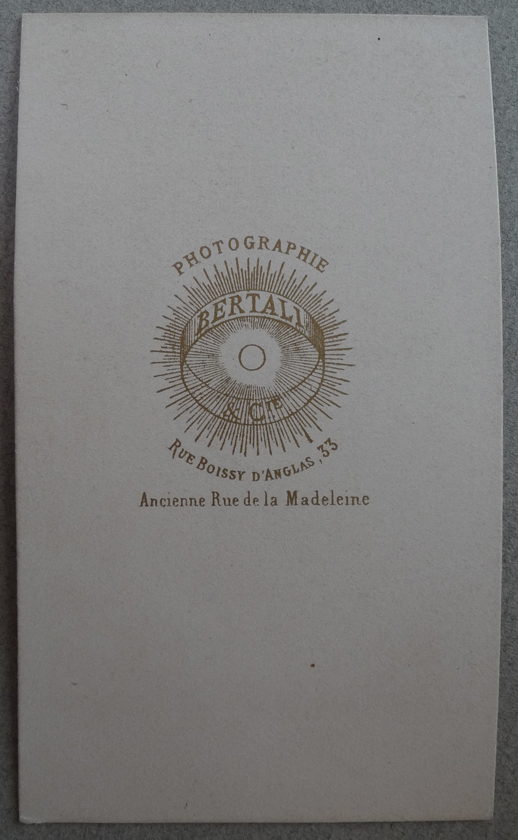 PHOTOGRAPHIE
BERTALL
& Cie
RUE BOISSY D'ANGLAS, 33
Ancienne Rue de la Madeleine